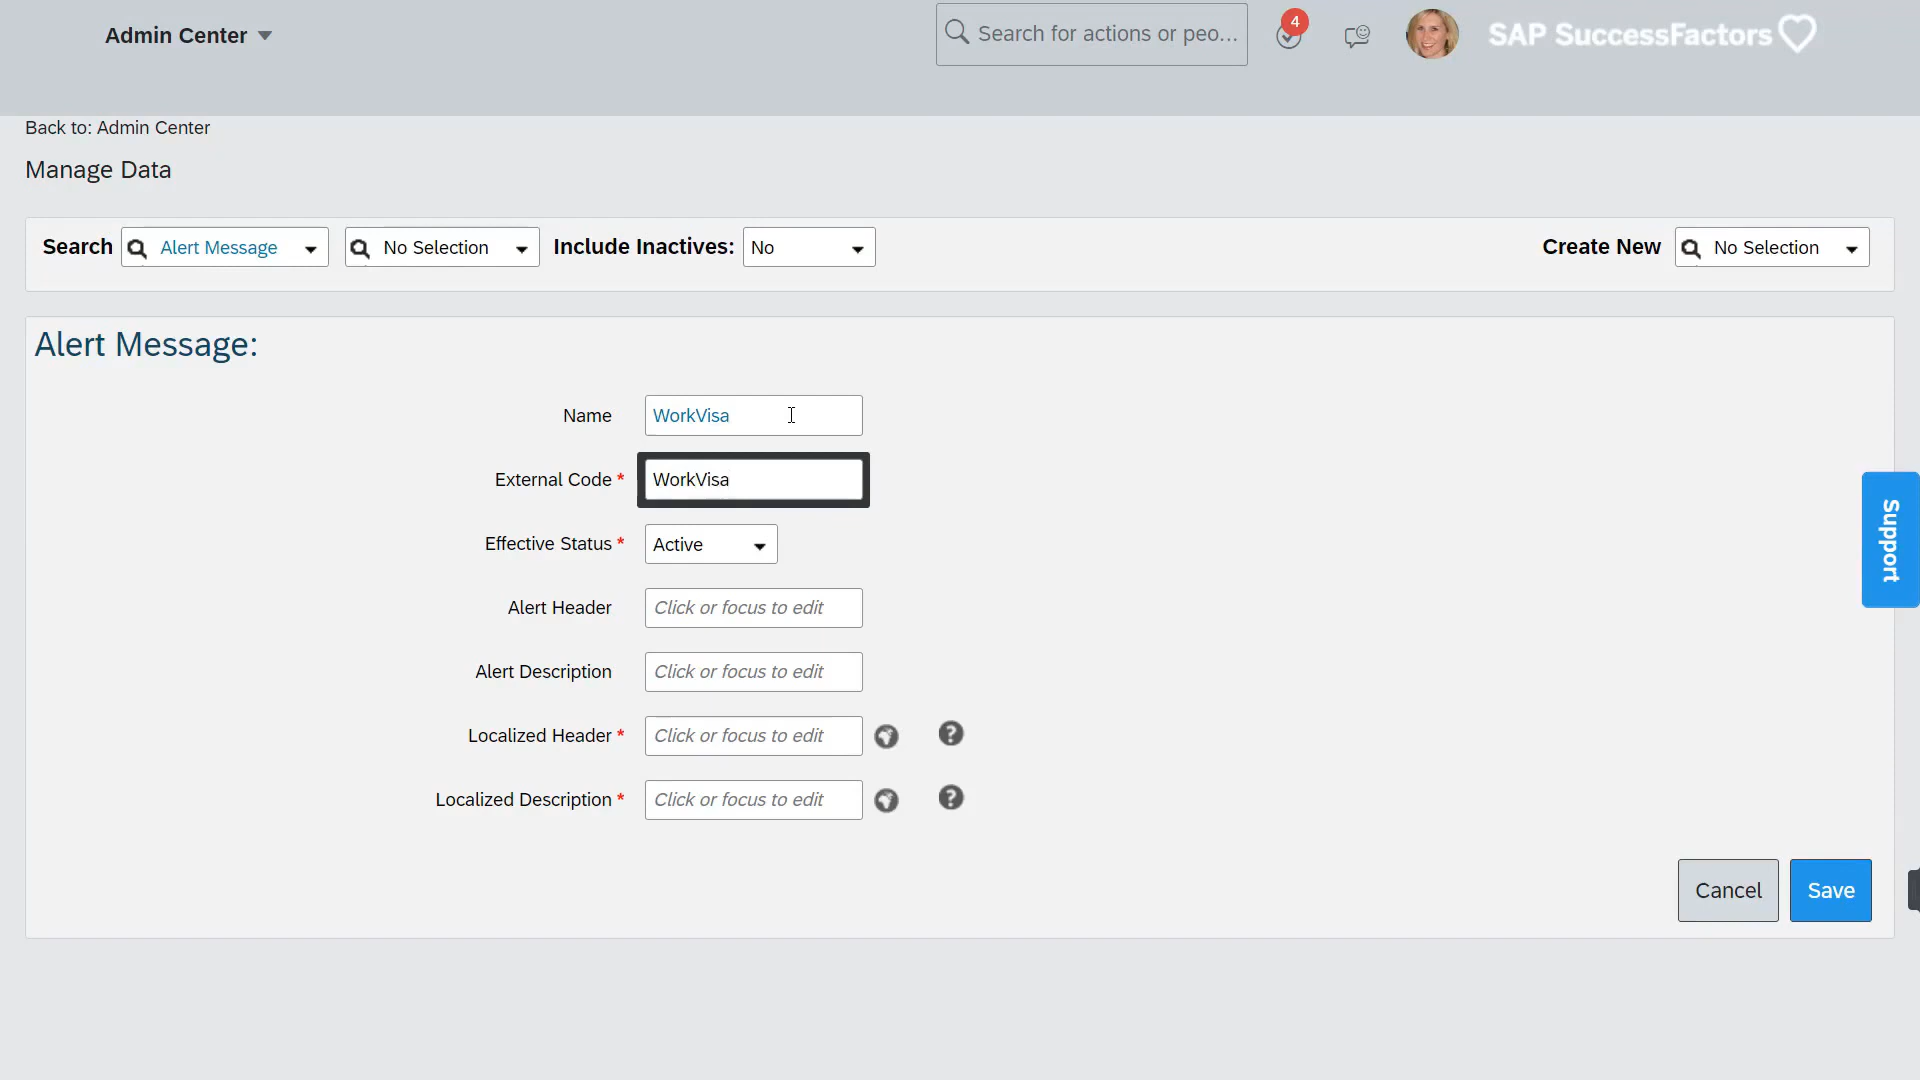 Admin Center
Search for actions or peo...
4
SAP SuccessFactors
Back to: Admin Center
Manage Data
Search Alert Message No Selection Include Inactives: No Create New No Selection
Alert Message:
Name WorkVisa
External Code * WorkVisa
Effective Status * Active
Alert Header Click or focus to edit
Alert Description Click or focus to edit
Localized Header * Click or focus to edit ?
Localized Description * Click or focus to edit ?
Support
Cancel Save